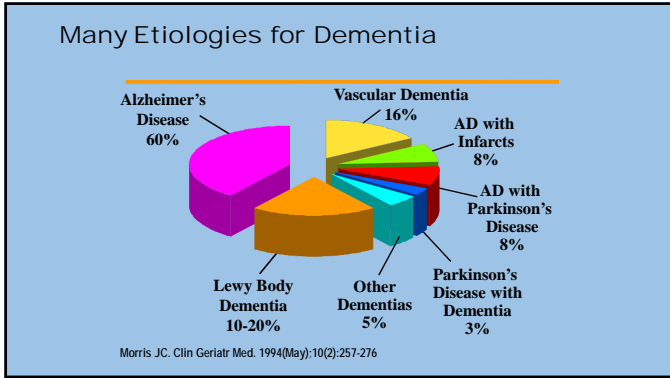 Many Etiologies for Dementia
Alzheimer's
Disease
60%
Vascular Dementia
16%
AD with
Infarcts
8%
AD with
Parkinson's
Disease
8%
Parkinson's
Disease with
Dementia
3%
Other
Dementias
5%
Lewy Body
Dementia
10-20%
Morris JC. Clin Geriatr Med. 1994(May);10(2):257-276